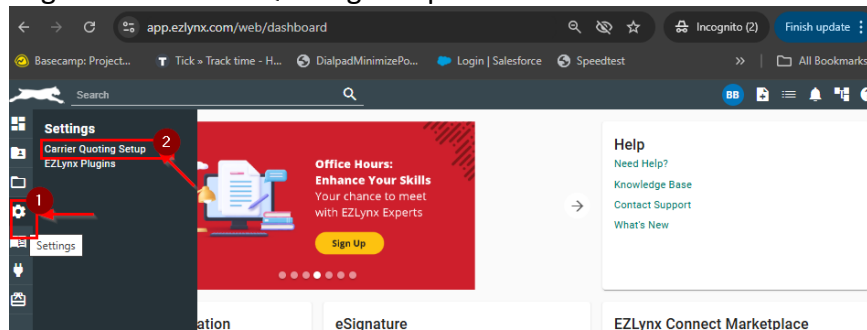 app.ezlynx.com/web/dashboard
Incognito (2)
Finish update
Basecamp: Project...
Tick » Track time - H...
DialpadMinimizePo...
Login | Salesforce
Speedtest
»
All Bookmarks
Search
BB
Settings
Carrier Quoting Setup
2
EZLynx Plugins
1
Settings
Office Hours:
Enhance Your Skills
Your chance to meet
with EZLynx Experts
Sign Up
Help
Need Help?
Knowledge Base
Contact Support
What's New
ation
eSignature
EZLynx Connect Marketplace